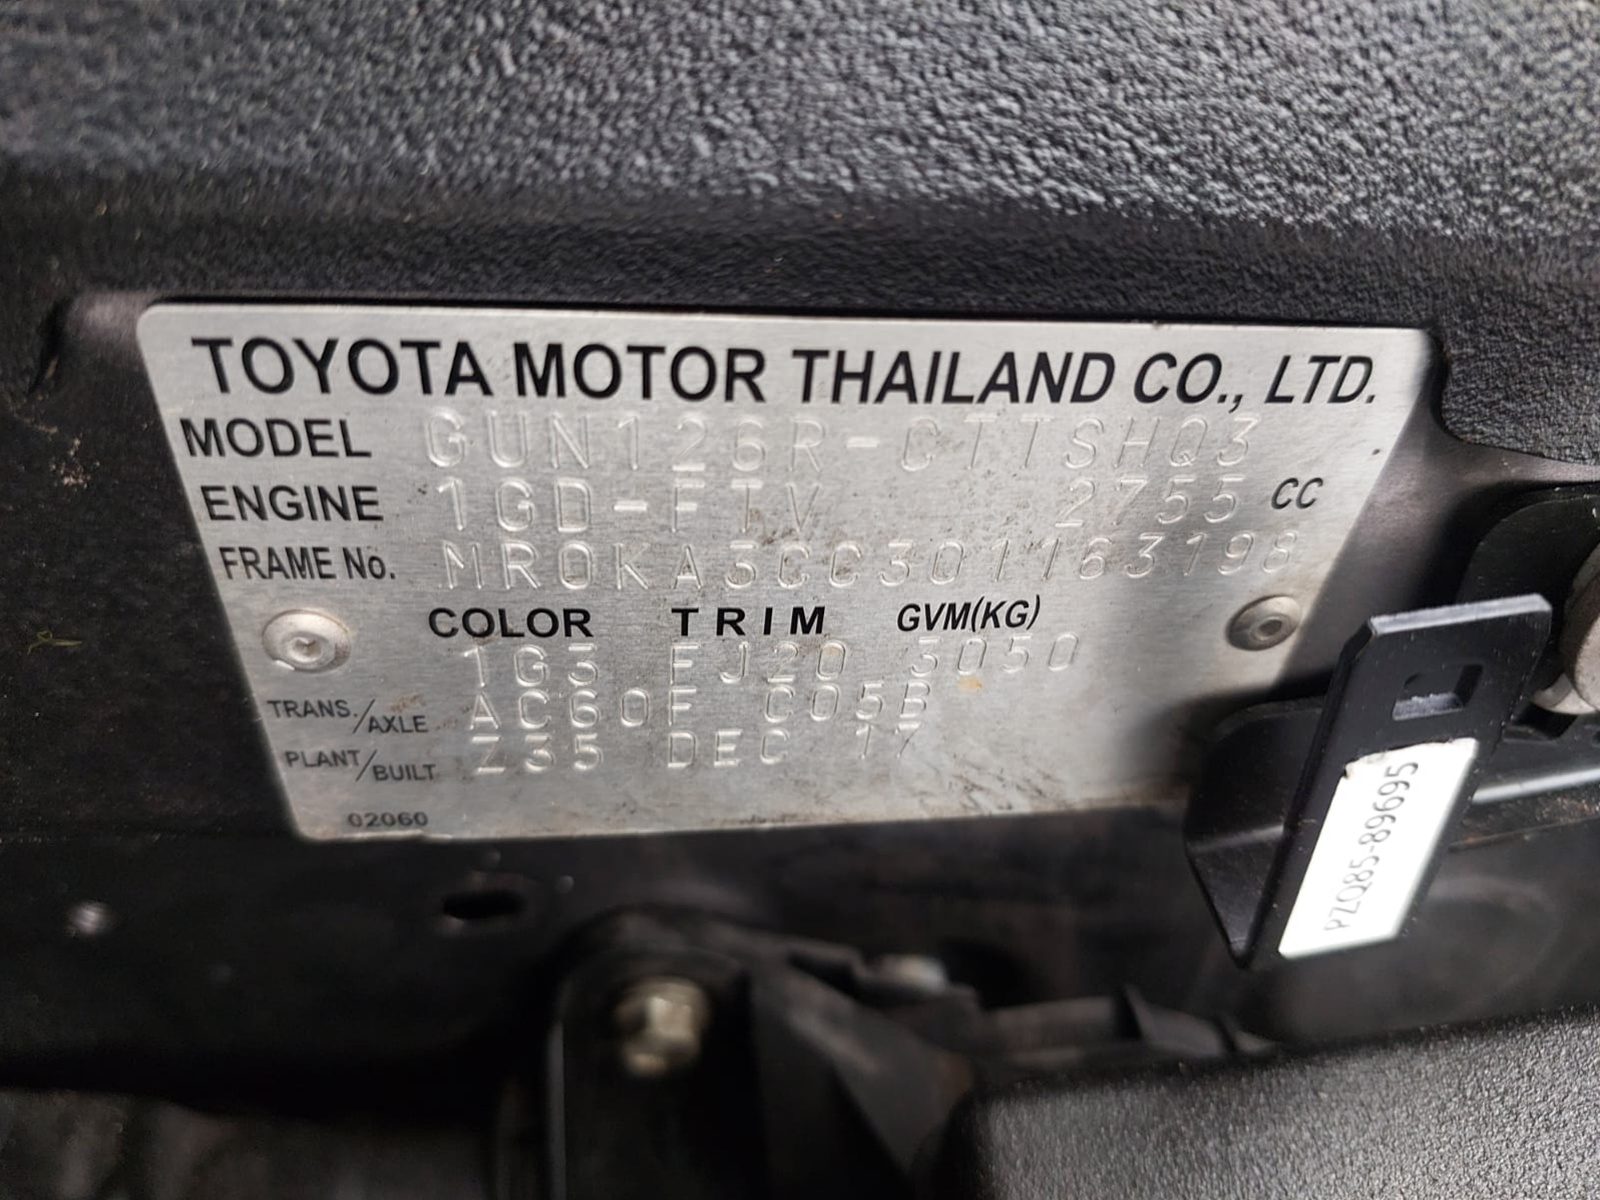 TOYOTA MOTOR THAILAND CO., LTD.
MODEL GUN126R-CTTSHQ3
ENGINE 1GD-FTV 2755 CC
FRAME No. MR0KA3CC301163198
COLOR TRIM GVM(KG)
1G3 FJ20 3050
TRANS./AXLE AC60F C05B
PLANT/BUILT Z35 DEC 17
02060
PZQ85-89695